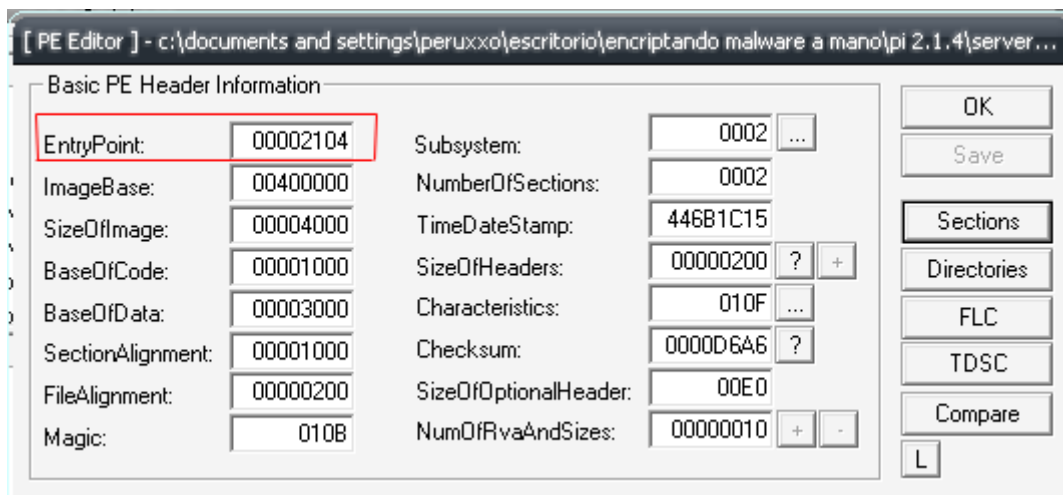 [ PE Editor ] - c:\documents and settings\peruxxo\escritorio\encriptando malware a mano\pi 2.1.4\server...
Basic PE Header Information
EntryPoint: 00002104
ImageBase: 00400000
SizeOfImage: 00004000
BaseOfCode: 00001000
BaseOfData: 00003000
SectionAlignment: 00001000
FileAlignment: 00000200
Magic: 010B
Subsystem: 0002 ...
NumberOfSections: 0002
TimeDateStamp: 446B1C15
SizeOfHeaders: 00000200 ? +
Characteristics: 010F ...
Checksum: 0000D6A6 ?
SizeOfOptionalHeader: 00E0
NumOfRvaAndSizes: 00000010 + -
OK
Save
Sections
Directories
FLC
TDSC
Compare
L